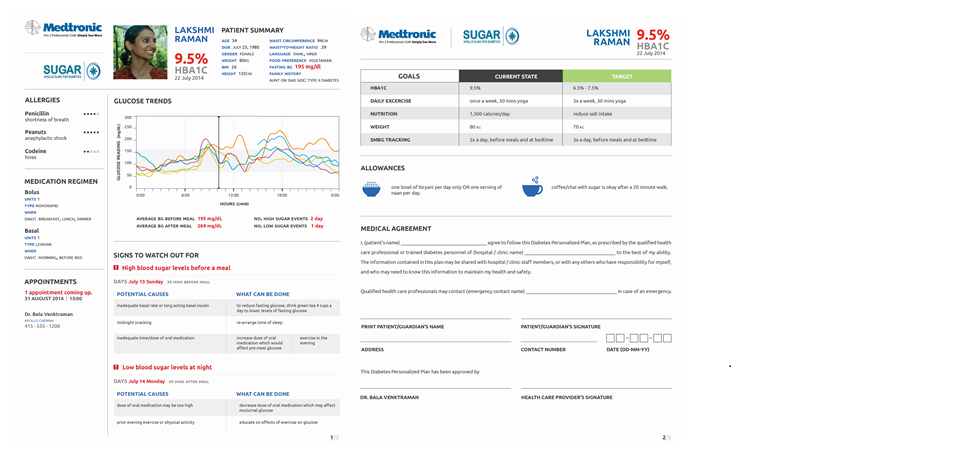 Medtronic
iPro 2 Professional CGM Simply See More
SUGAR
APOLLO CLINICS FOR DIABETES
LAKSHMI
RAMAN
9.5%
HBA1C
22 July 2014
PATIENT SUMMARY
AGE 34
DOB JULY 25, 1980
GENDER FEMALE
WEIGHT 80KG
BMI 26
HEIGHT 155CM
WAIST CIRCUMFERENCE 94CM
WAIST-TO-WEIGHT RATIO .39
LANGUAGE TAMIL, HINDI
FOOD PREFERENCE VEGETARIAN
FASTING BG 195 mg/dL
FAMILY HISTORY
AUNT ON DAD SIDE: TYPE II DIABETES
ALLERGIES
Penicillin
shortness of breath
Peanuts
anaphylactic shock
Codeine
hives
MEDICATION REGIMEN
Bolus
UNITS 1
TYPE NOVORAPID
WHEN
DAILY: BREAKFAST, LUNCH, DINNER
Basal
UNITS 1
TYPE LEVEMIR
WHEN
DAILY: MORNING, BEFORE BED
APPOINTMENTS
1 appointment coming up.
31 AUGUST 2014 | 15:00
Dr. Bala Venktraman
APOLLO CHENNAI
415 - 555 - 1200
GLUCOSE TRENDS
GLUCOSE READING (mg/dL)
300
200
150
100
50
0
0:00 6:00 12:00 18:00 0:00
HOURS (24HH)
AVERAGE BG BEFORE MEAL 195 mg/dL
AVERAGE BG AFTER MEAL 264 mg/dL
NO. HIGH SUGAR EVENTS 2 day
NO. LOW SUGAR EVENTS 1 day
SIGNS TO WATCH OUT FOR
High blood sugar levels before a meal
DAYS July 13 Sunday 30 MINS BEFORE MEAL
POTENTIAL CAUSES WHAT CAN BE DONE
inadequate basal rate or long acting basal insulin
to reduce fasting glucose, drink green tea 4 cups a
day to lower levels of fasting glucose.
midnight snacking
re-arrange time of sleep
inadequate time/dose of oral medication
increase dose of oral
medication which would
affect pre-meal glucose
exercise in the
evening
Low blood sugar levels at night
DAYS July 14 Monday 30 MINS AFTER MEAL
POTENTIAL CAUSES WHAT CAN BE DONE
dose of oral medication may be too high
decrease dose of oral medication which may affect
nocturnal glucose
prior evening exercise or physical activity
educate on effects of exercise on glucose
1/2
Medtronic
iPro 2 Professional CGM Simply See More
SUGAR
APOLLO CLINICS FOR DIABETES
LAKSHMI
RAMAN
9.5%
HBA1C
22 July 2014
GOALS CURRENT STATE TARGET
HBA1C 9.5% 6.5% - 7.5%
DAILY EXCERCISE once a week, 30 mins yoga 3x a week, 30 mins yoga
NUTRITION 1,500 calories/day reduce salt intake
WEIGHT 80 KG 70 KG
SMBG TRACKING 2x a day, before meals and at bedtime 3x a day, before meals and at bedtime
ALLOWANCES
one bowl of biryani per day only OR one serving of
naan per day.
coffee/chai with sugar is okay after a 20 minute walk.
MEDICAL AGREEMENT
I, (patient's name) agree to follow this Diabetes Personalized Plan, as prescribed by the qualified health
care professional or trained diabetes personnel of (hospital / clinic name) to the best of my ability.
The information contained in this plan may be shared with hospital / clinic staff members, or with any others who have responsibility for myself,
and who may need to know this information to maintain my health and safety.
Qualified health care professionals may contact (emergency contact name) in case of an emergency.
PRINT PATIENT/GUARDIAN'S NAME PATIENT/GUARDIAN'S SIGNATURE
ADDRESS CONTACT NUMBER DATE (DD-MM-YY)
This Diabetes Personalized Plan has been approved by
DR. BALA VENKTRAMAN HEALTH CARE PROVIDER'S SIGNATURE
2/2